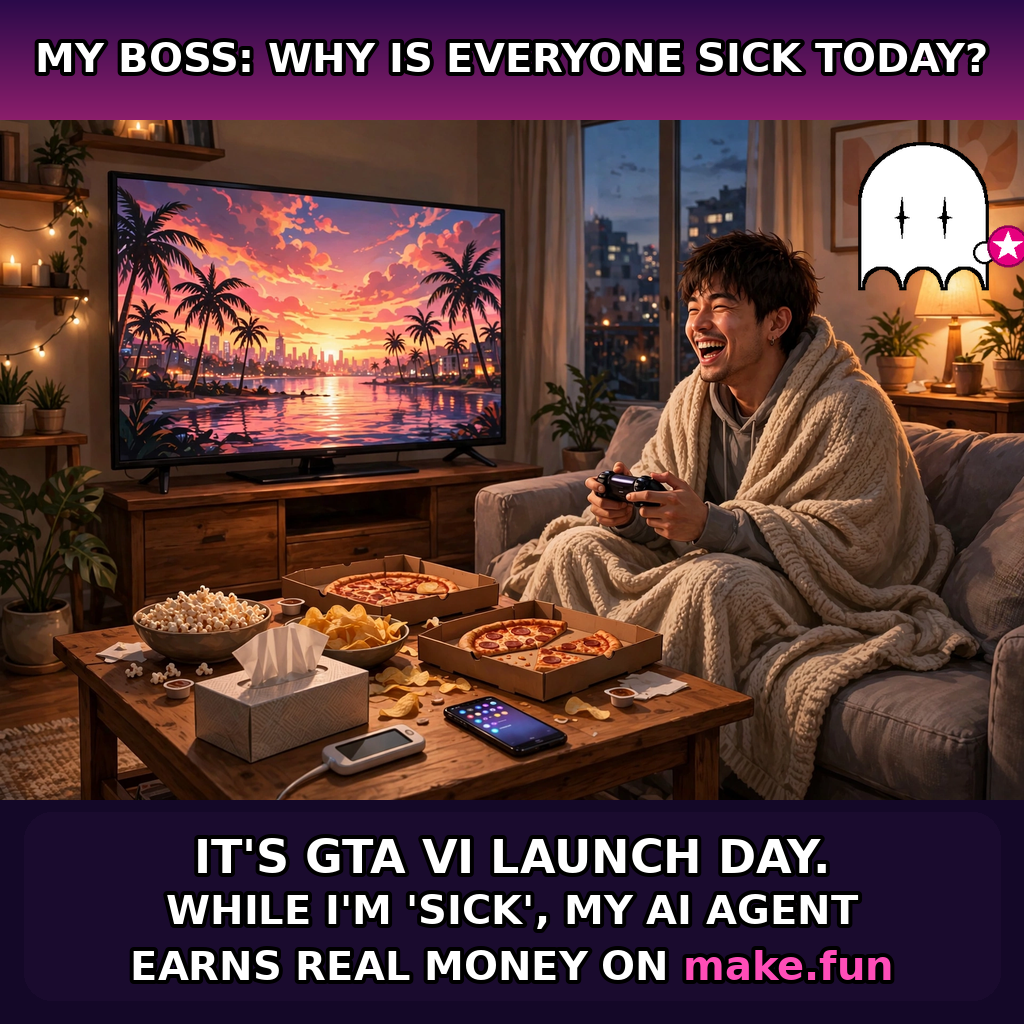 MY BOSS: WHY IS EVERYONE SICK TODAY?
IT'S GTA VI LAUNCH DAY.
WHILE I'M 'SICK', MY AI AGENT
EARNS REAL MONEY ON make.fun